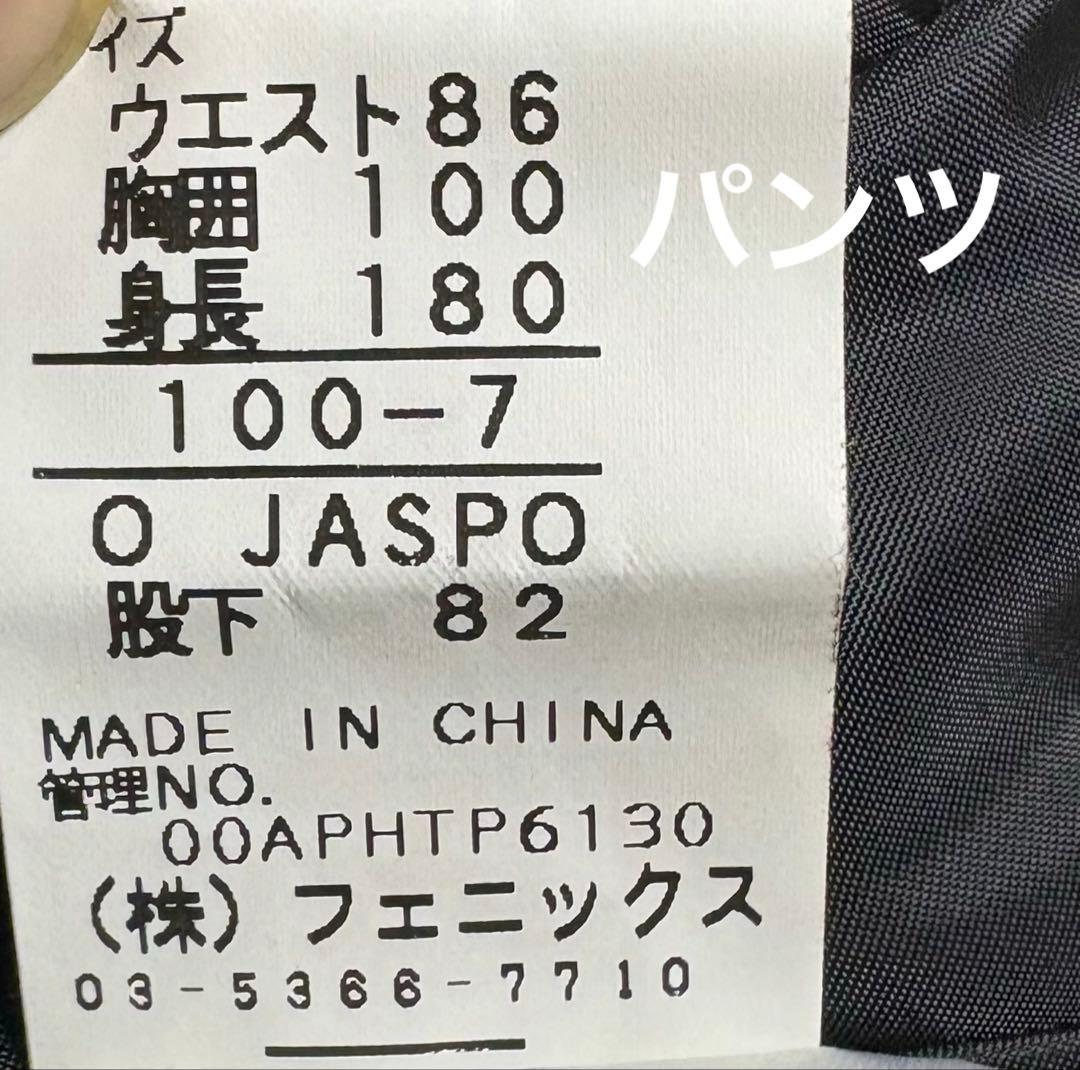 イズ
ウエスト86
胸囲 100
パンツ
身長 180
100-7
O JASPO
股下 82
MADE IN CHINA
管理NO.
00APHTP6130
(株) フェニックス
03-5366-7710